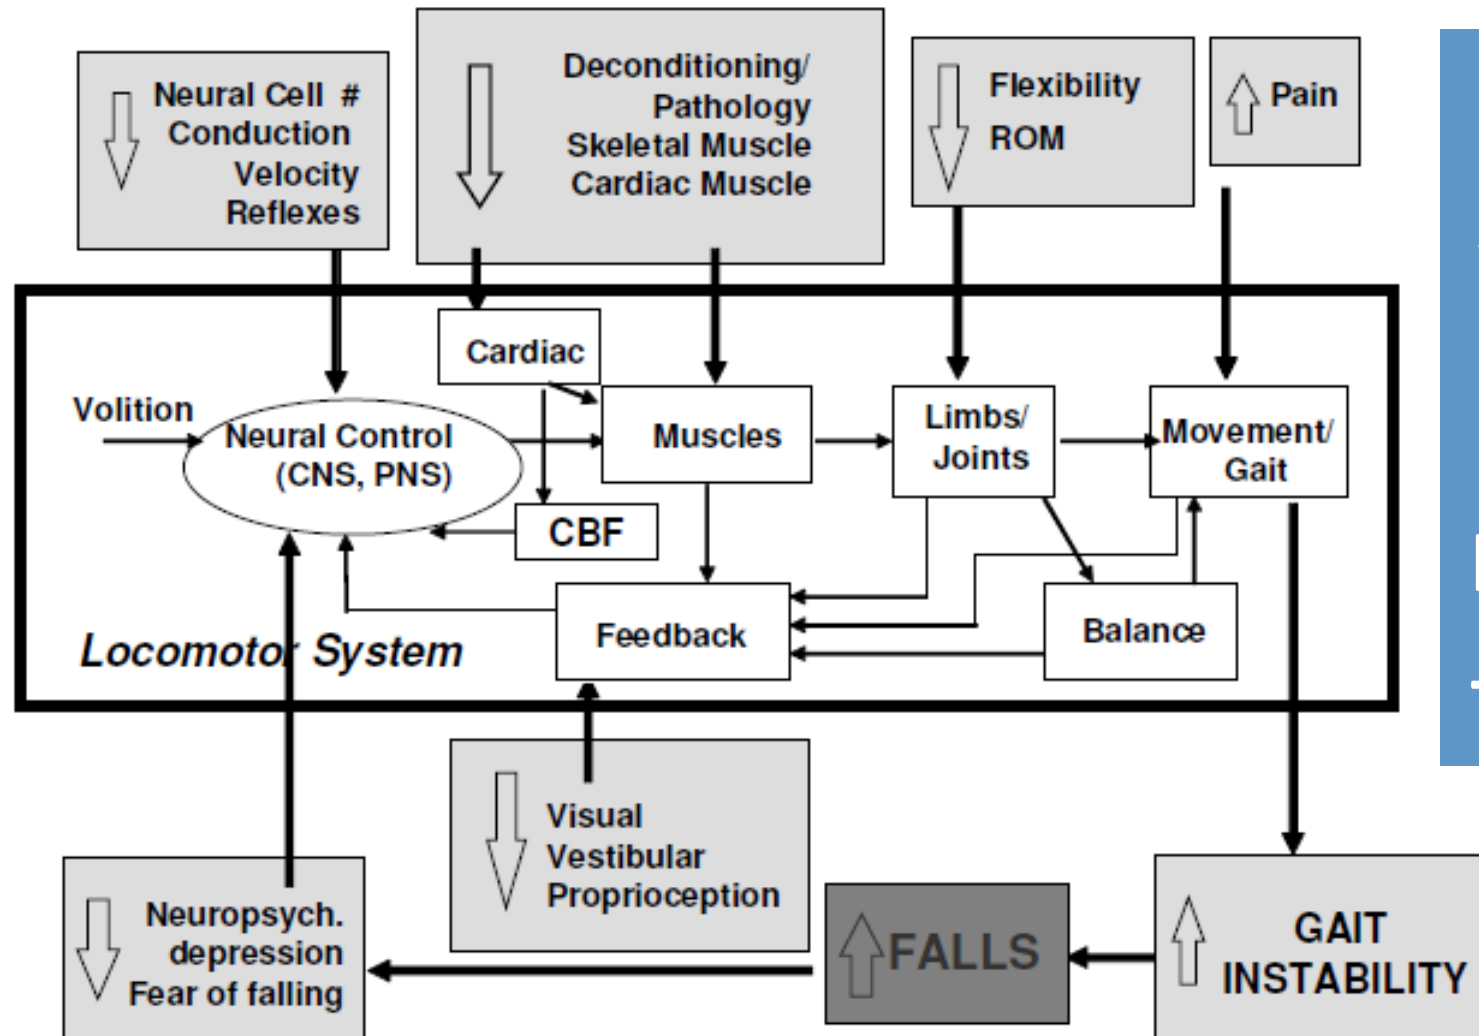 Neural Cell #
Conduction
Velocity
Reflexes
Deconditioning/
Pathology
Skeletal Muscle
Cardiac Muscle
Flexibility
ROM
Pain
Cardiac
Volition
Neural Control
(CNS, PNS)
Muscles
Limbs/
Joints
Movement/
Gait
CBF
Feedback
Balance
Locomotor System
Visual
Vestibular
Proprioception
Neuropsych.
depression
Fear of falling
FALLS
GAIT
INSTABILITY